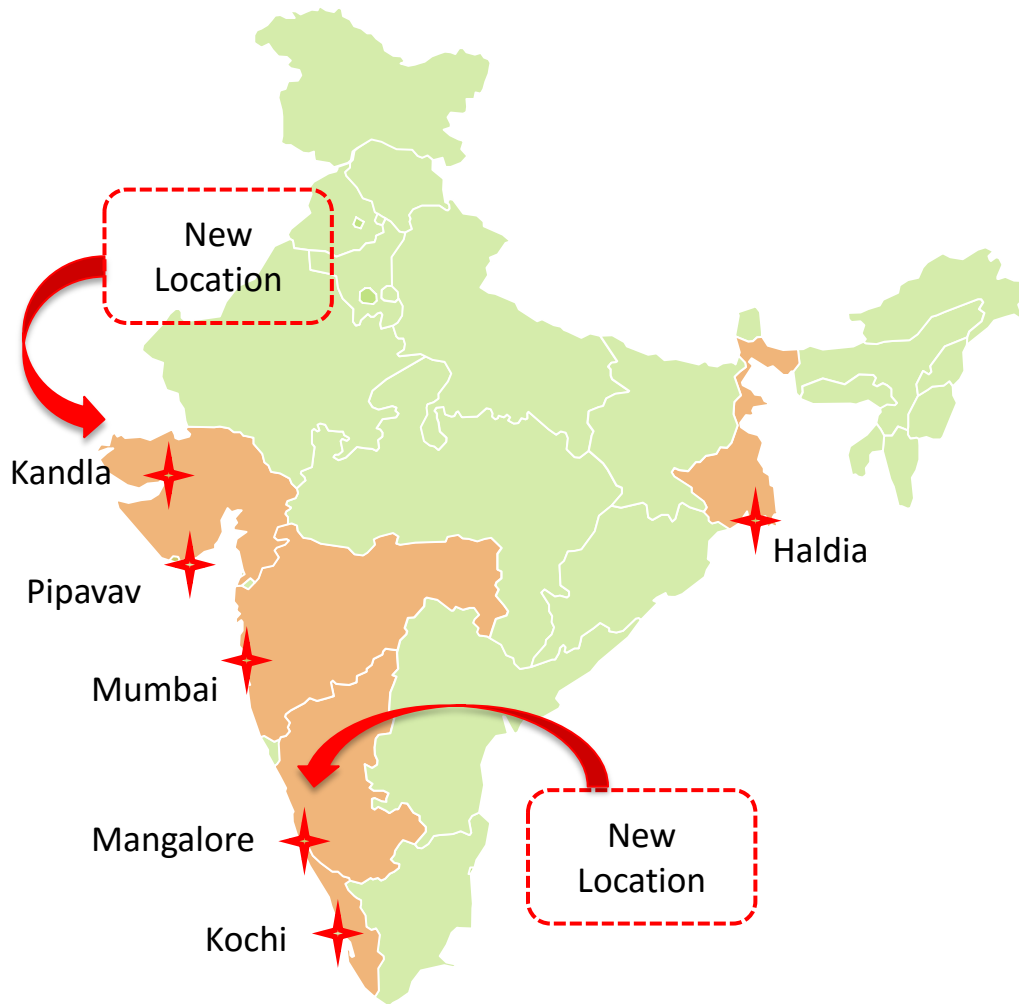 New
Location
Kandla
Haldia
Pipavav
Mumbai
Mangalore
New
Location
Kochi